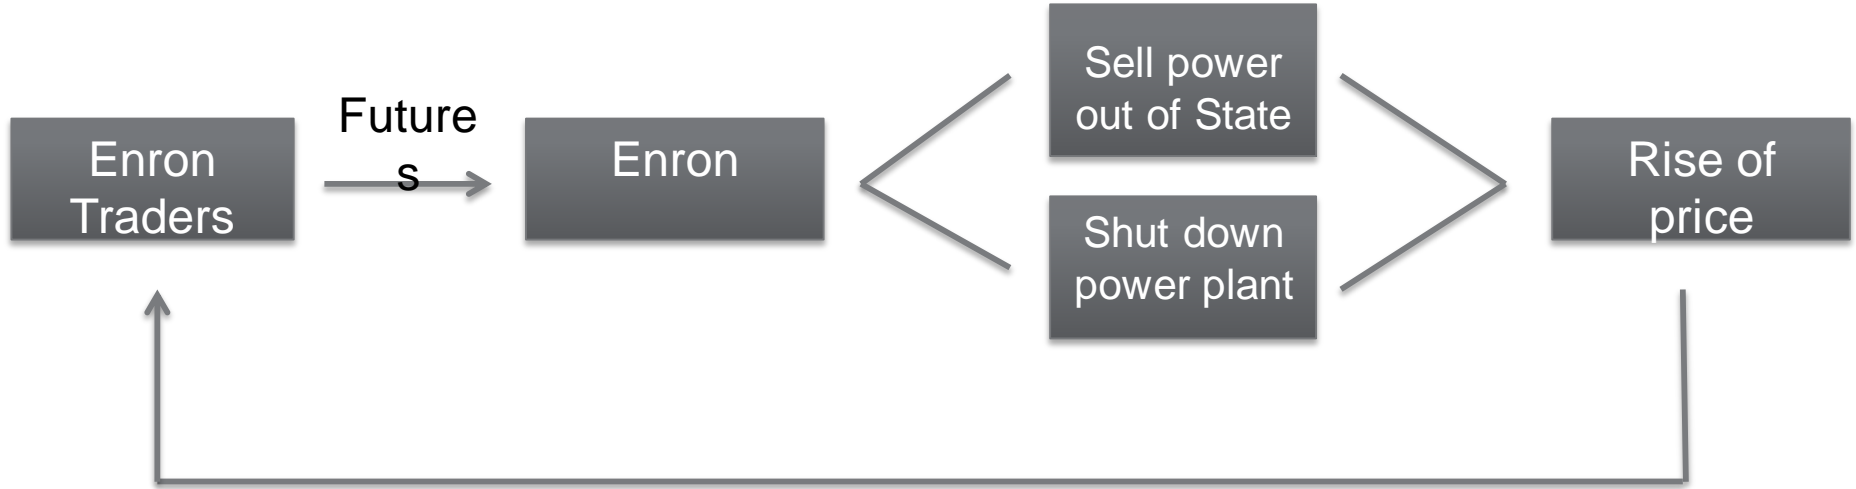 Enron
Traders
Future
s
Enron
Sell power
out of State
Shut down
power plant
Rise of
price